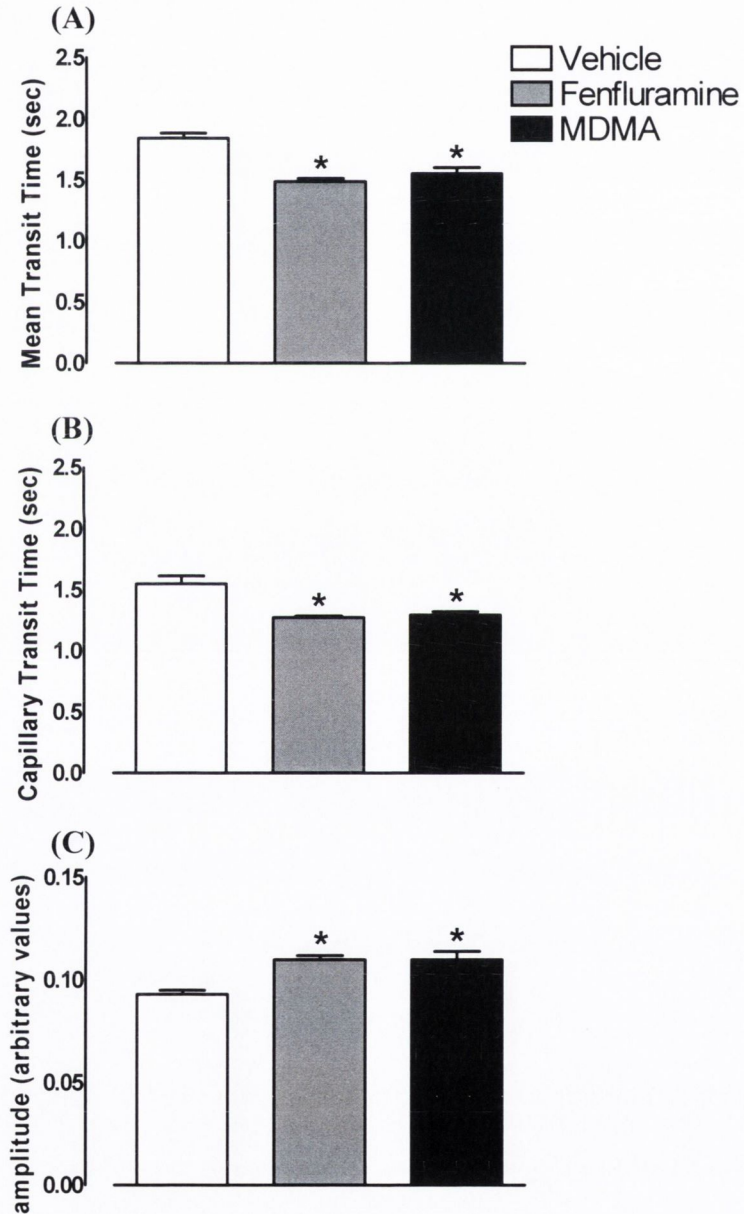 (A)
Vehicle
Fenfluramine
MDMA
Mean Transit Time (sec)
2.5
2.0
1.5
1.0
0.5
0.0
*
*
(B)
Capillary Transit Time (sec)
2.5
2.0
1.5
1.0
0.5
0.0
*
*
(C)
amplitude (arbitrary values)
0.15
0.10
0.05
0.00
*
*